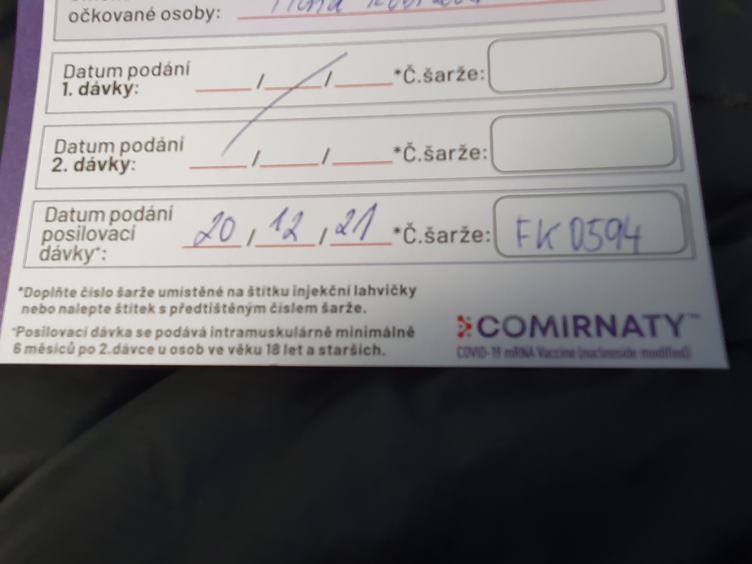 očkované osoby:
Datum podání
1. dávky: / / *Č.šarže:
Datum podání
2. dávky: / / *Č.šarže:
Datum podání
posilovací
dávky⁺: 20 / 12 / 21 *Č.šarže: FK 0594
*Doplňte číslo šarže umístěné na štítku injekční lahvičky
nebo nalepte štítek s předtištěným číslem šarže.
⁺Posilovací dávka se podává intramuskulárně minimálně
6 měsíců po 2.dávce u osob ve věku 18 let a starších.
COMIRNATY™
COVID-19 mRNA Vaccine (nucleoside modified)